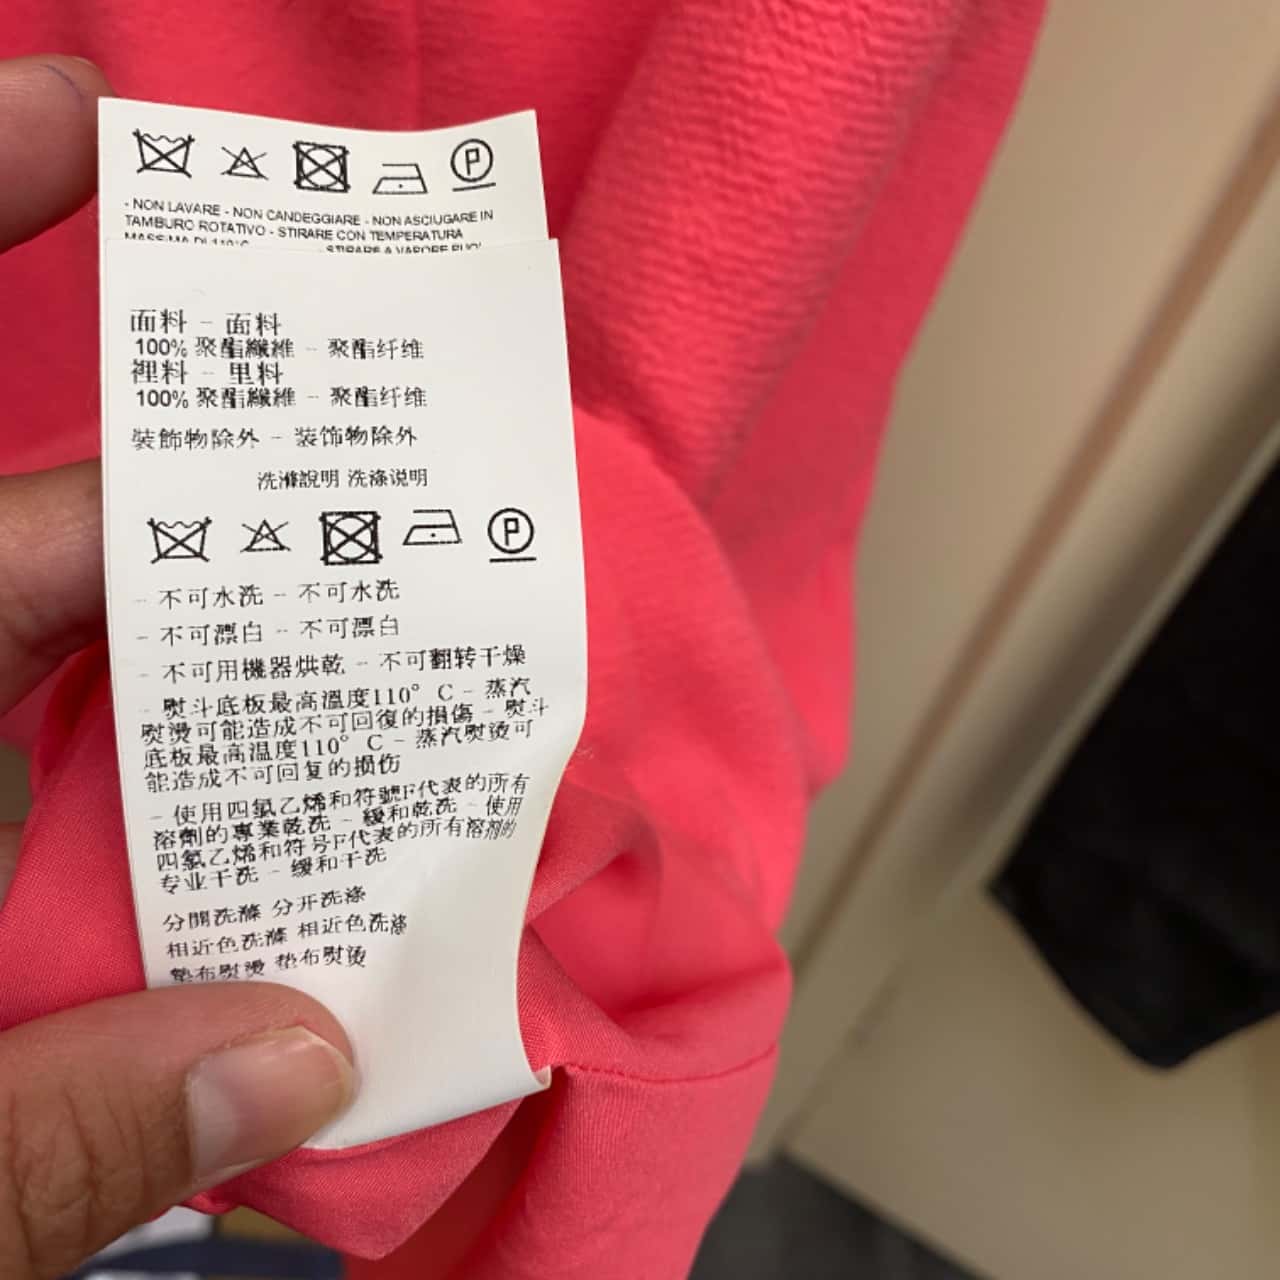 P
- NON LAVARE - NON CANDEGGIARE - NON ASCIUGARE IN
TAMBURO ROTATIVO - STIRARE CON TEMPERATURA
MASSIMA DI 110°C - STIRARE A VAPORE PUO'
面料 - 面料
100% 聚酯纖維 - 聚酯纤维
裡料 - 里料
100% 聚酯纖維 - 聚酯纤维
裝飾物除外 - 装饰物除外
洗滌說明 洗涤说明
P
- 不可水洗 - 不可水洗
- 不可漂白 - 不可漂白
- 不可用機器烘乾 - 不可翻转干燥
- 熨斗底板最高溫度110° C - 蒸汽
熨燙可能造成不可回復的損傷 - 熨斗
底板最高温度110° C - 蒸汽熨烫可
能造成不可回复的损伤
- 使用四氯乙烯和符號F代表的所有
溶劑的專業乾洗 - 緩和乾洗 - 使用
四氯乙烯和符号F代表的所有溶剂的
专业干洗 - 缓和干洗
分開洗滌 分开洗涤
相近色洗滌 相近色洗涤
墊布熨燙 垫布熨烫